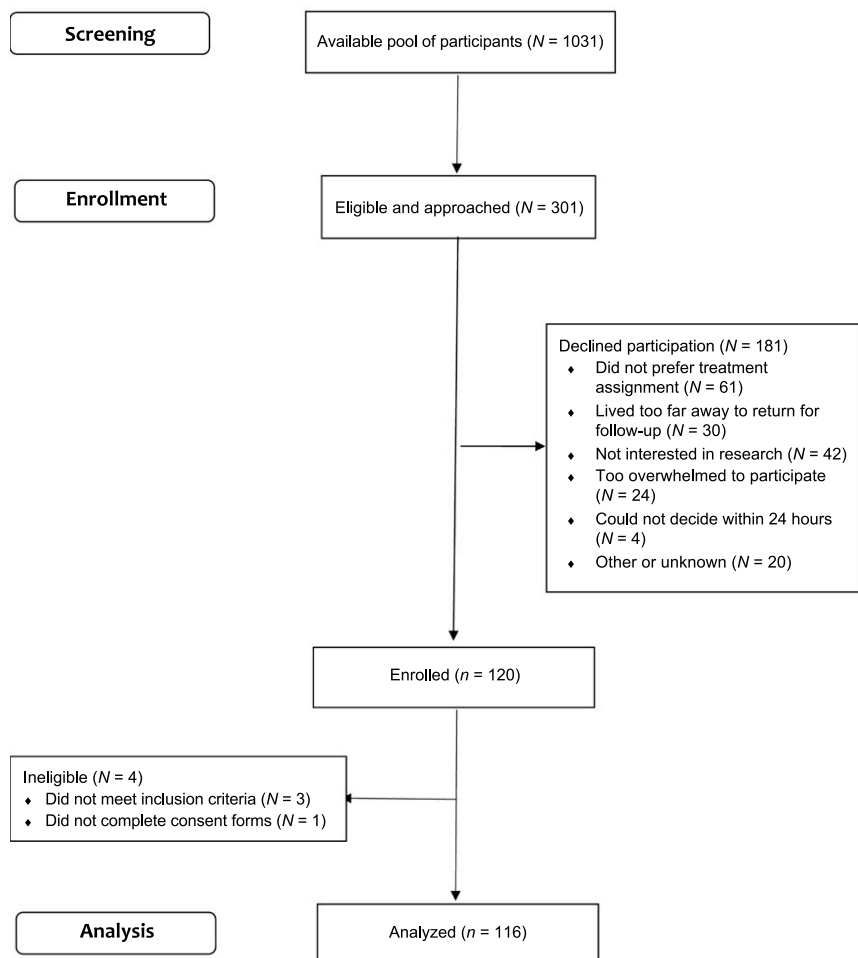 Screening
Available pool of participants (N = 1031)
Enrollment
Eligible and approached (N = 301)
Declined participation (N = 181)
♦ Did not prefer treatment
assignment (N = 61)
♦ Lived too far away to return for
follow-up (N = 30)
♦ Not interested in research (N = 42)
♦ Too overwhelmed to participate
(N = 24)
♦ Could not decide within 24 hours
(N = 4)
♦ Other or unknown (N = 20)
Enrolled (n = 120)
Ineligible (N = 4)
♦ Did not meet inclusion criteria (N = 3)
♦ Did not complete consent forms (N = 1)
Analysis
Analyzed (n = 116)